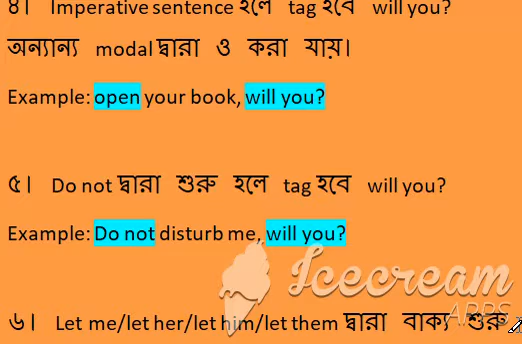 ৪। Imperative sentence হলে tag হবে will you?
অন্যান্য modal দ্বারা ও করা যায়।
Example: open your book, will you?
৫। Do not দ্বারা শুরু হলে tag হবে will you?
Example: Do not disturb me, will you?
Icecream
APPS
৬। Let me/let her/let him/let them দ্বারা বাক্য শুরু